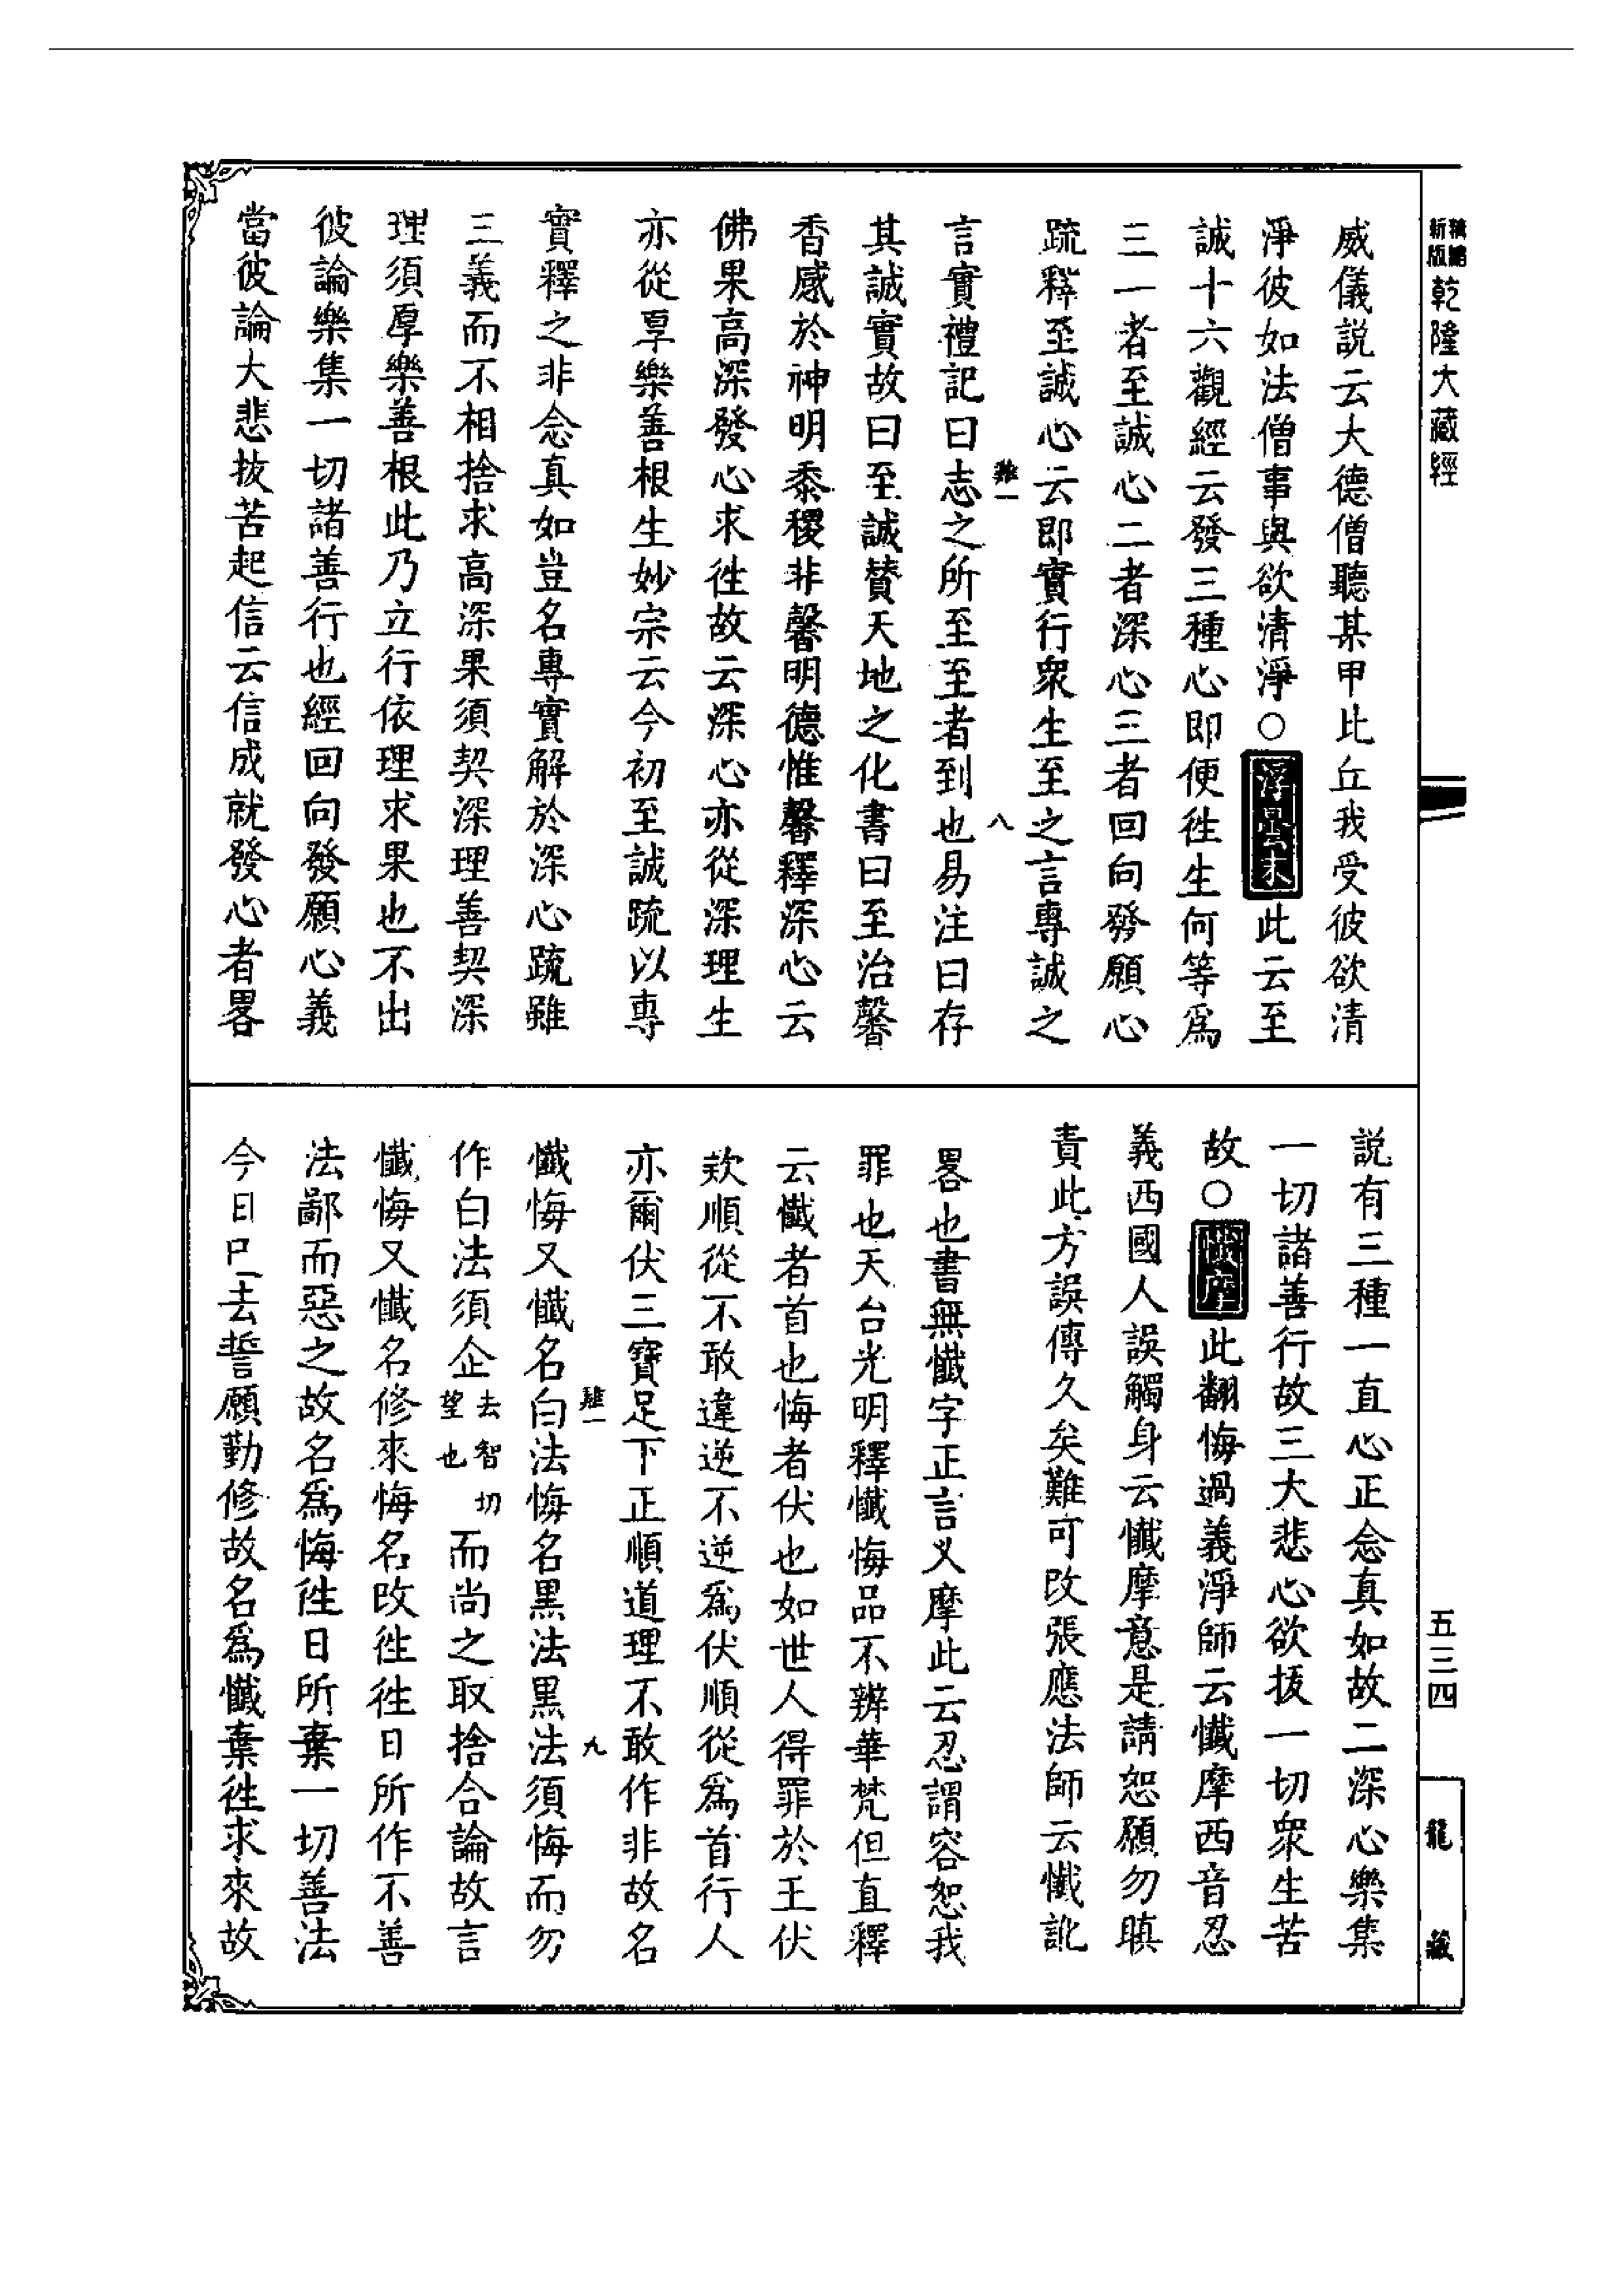 新版
乾隆大藏經
威儀説云大德僧聽某甲比丘我受彼欲清
淨彼如法僧事與欲清淨○浮曇末此云至
誠十六觀經云發三種心即便徃生何等爲
三一者至誠心二者深心三者回向發願心
䟽釋至誠心云即實行衆生至之言專誠之
言實禮記曰志之所至至者到也易注曰存
其誠實故曰至誠賛天地之化書曰至治馨
香感於神明黍稷非馨明德惟馨釋深心云
佛果高深發心求徃故云深心亦從深理生
亦從厚樂善根生妙宗云今初至誠䟽以專
實釋之非念真如豈名專實解於深心䟽雖
三義而不相捨求高深果須契深理善契深
理須厚樂善根此乃立行依理求果也不出
彼論樂集一切諸善行也經回向發願心義
當彼論大悲拔苦起信云信成就發心者畧
八
説有三種一直心正念真如故二深心樂集
一切諸善行故三大悲心欲拔一切衆生苦
故○懺摩此翻悔過義淨師云懺摩西音忍
義西國人誤觸身云懺摩意是請恕願勿瞋
責此方誤傳久矣難可改張應法師云懺訛
畧也書無懺字正言叉摩此云忍謂容恕我
罪也天台光明釋懺悔品不辨華梵但直釋
云懺者首也悔者伏也如世人得罪於王伏
欵順從不敢違逆不逆爲伏順從爲首行人
亦爾伏三寶足下正順道理不敢作非故名
懺悔又懺名白法悔名黑法黑法須悔而勿
作白法須企去智切望也而尚之取捨合論故言
懺悔又懺名修來悔名改徃徃日所作不善
法鄙而惡之故名爲悔徃日所棄一切善法
今日巳去誓願勤修故名爲懺棄徃求來故
九
五三四
龍藏